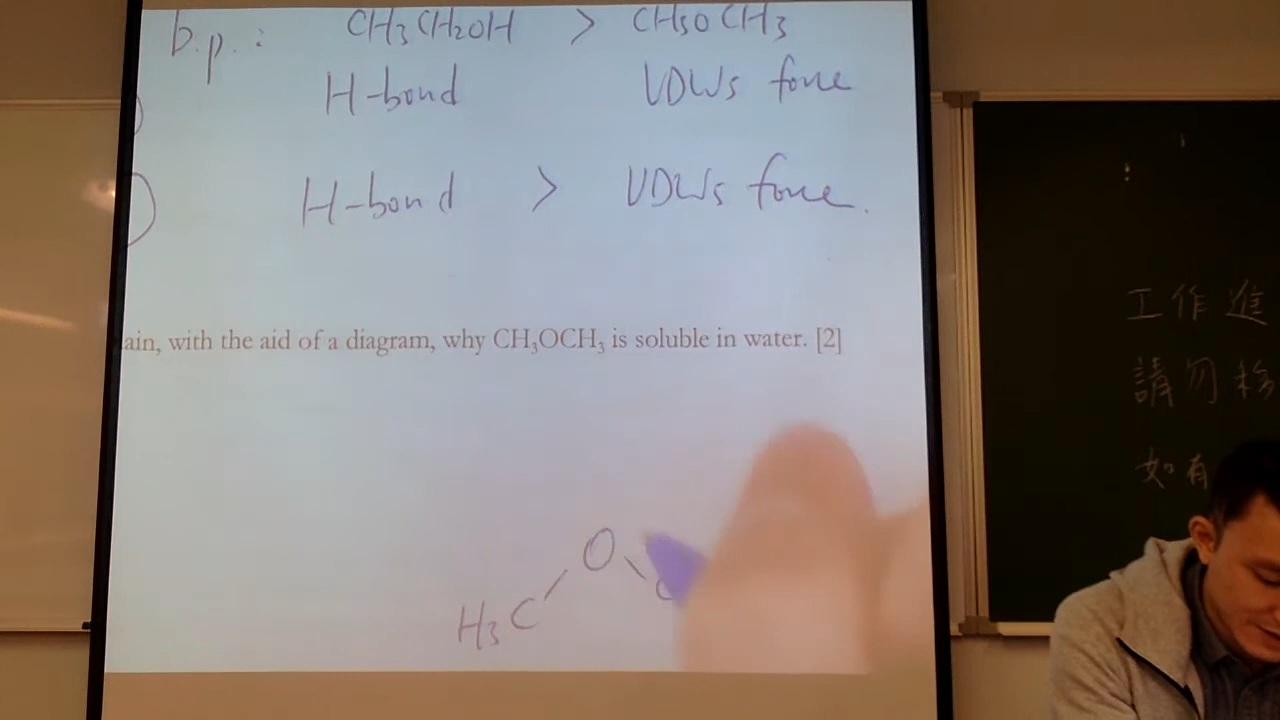 b.p.: CH3CH2OH > CH3OCH3
H-bond VDWs force
H-bond > VDWs force.
ain, with the aid of a diagram, why CH₃OCH₃ is soluble in water. [2]
O
H3C
工作進
請勿移
如有